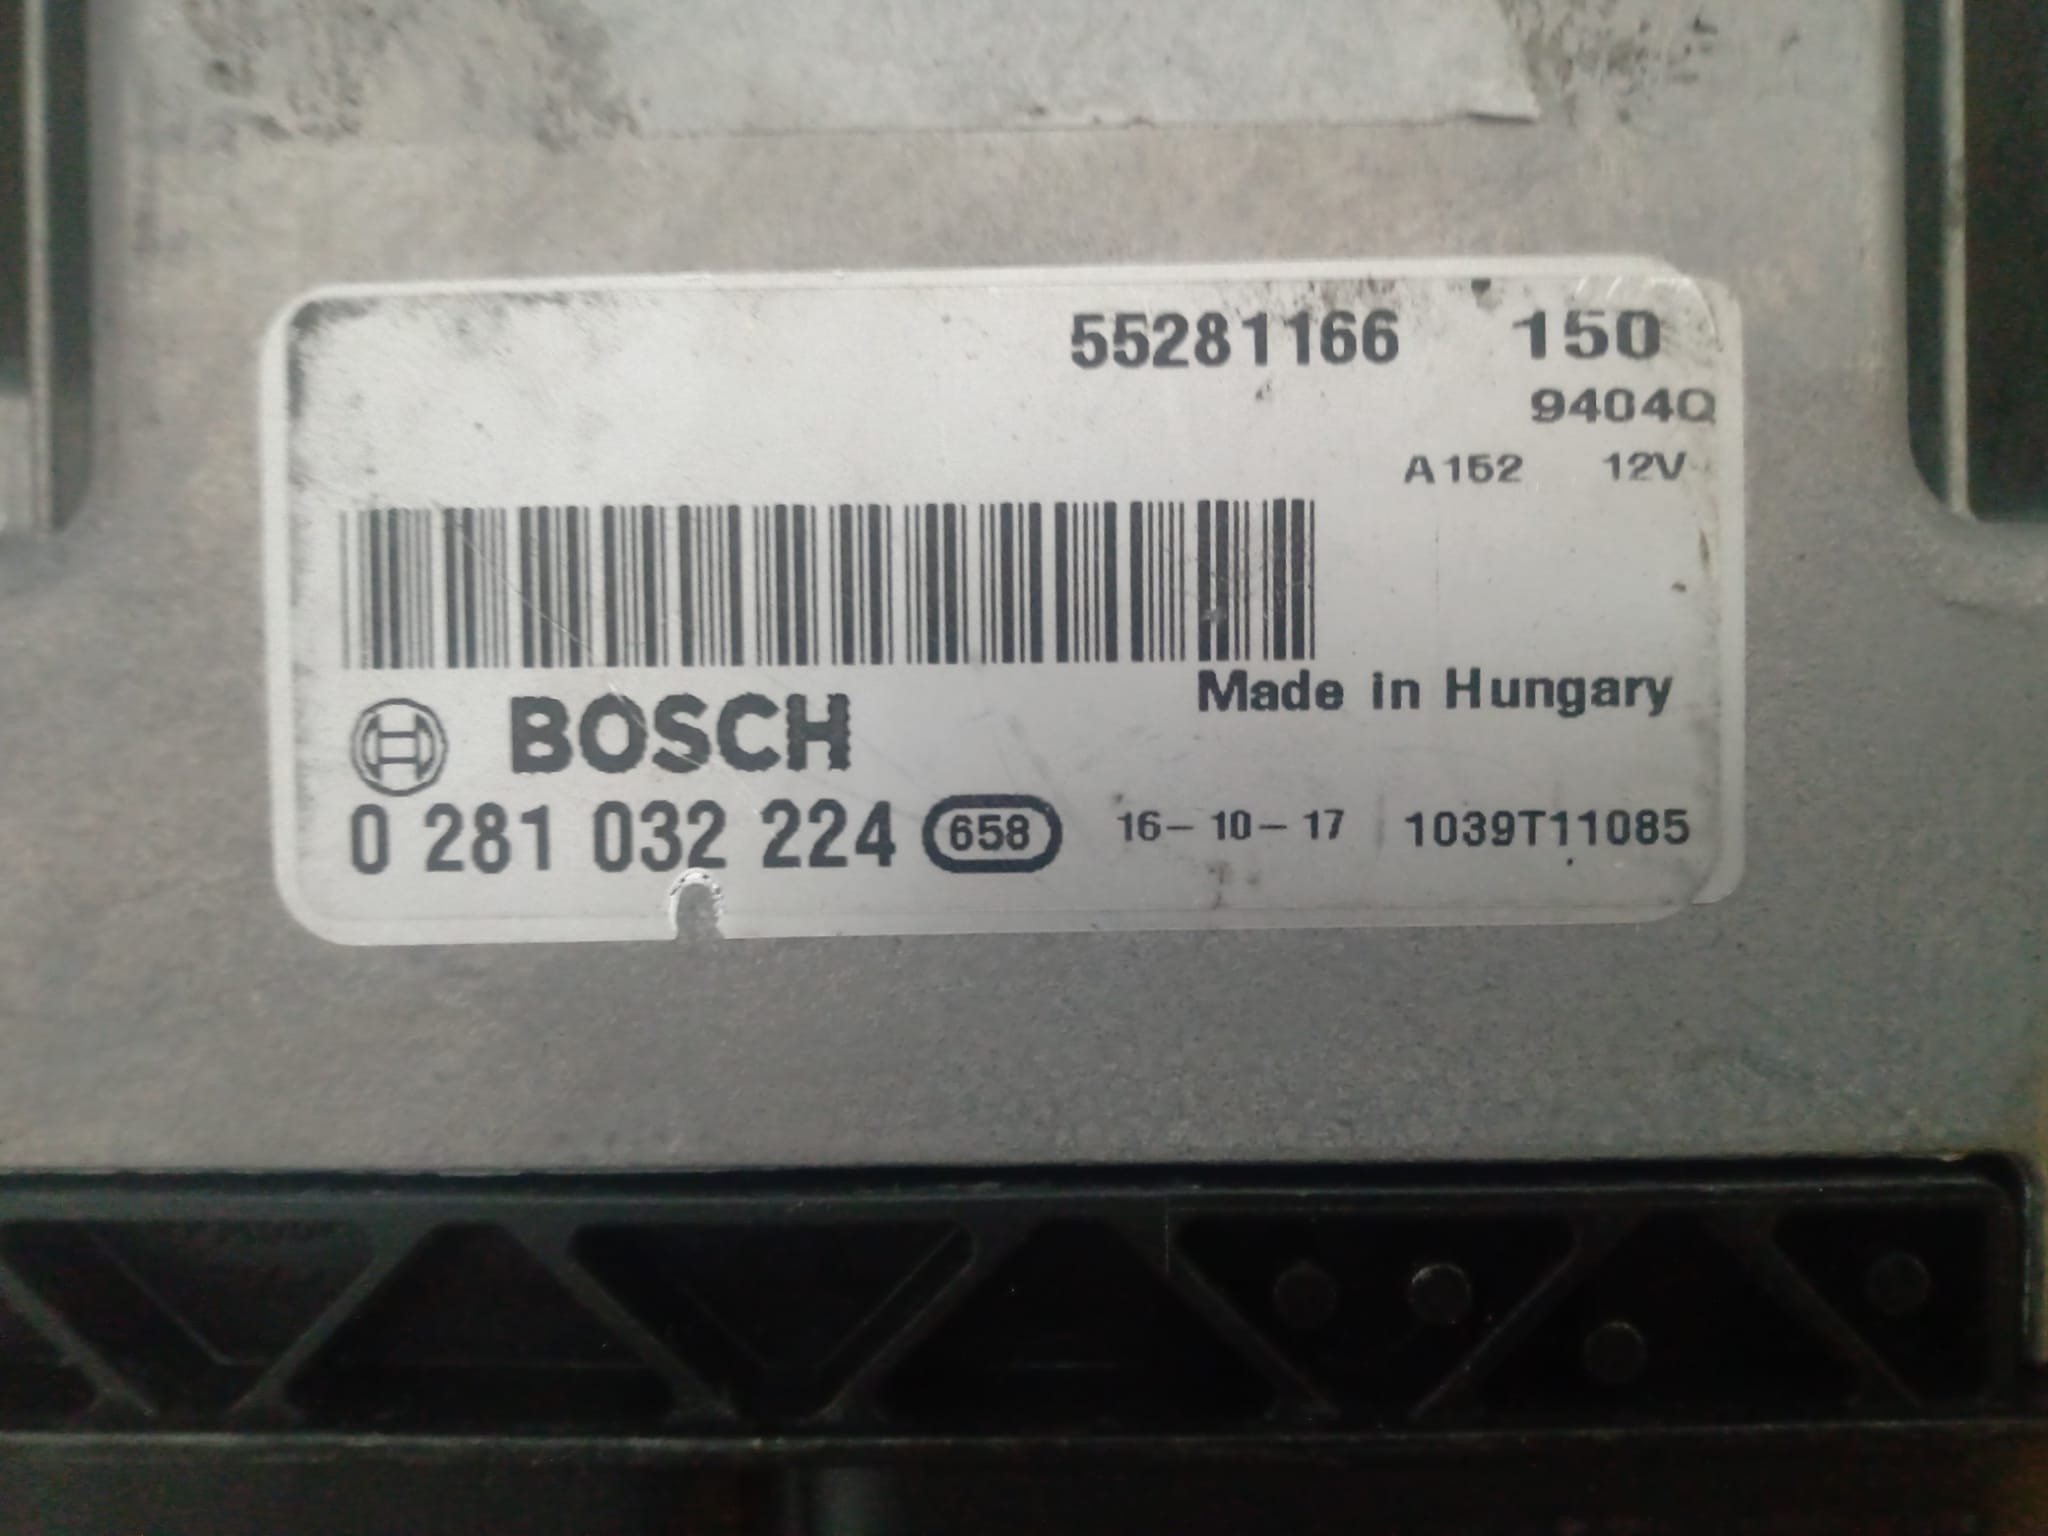 55281166 150
9404Q
A152 12V
Made in Hungary
BOSCH
0 281 032 224 658 16-10-17 1039T11085